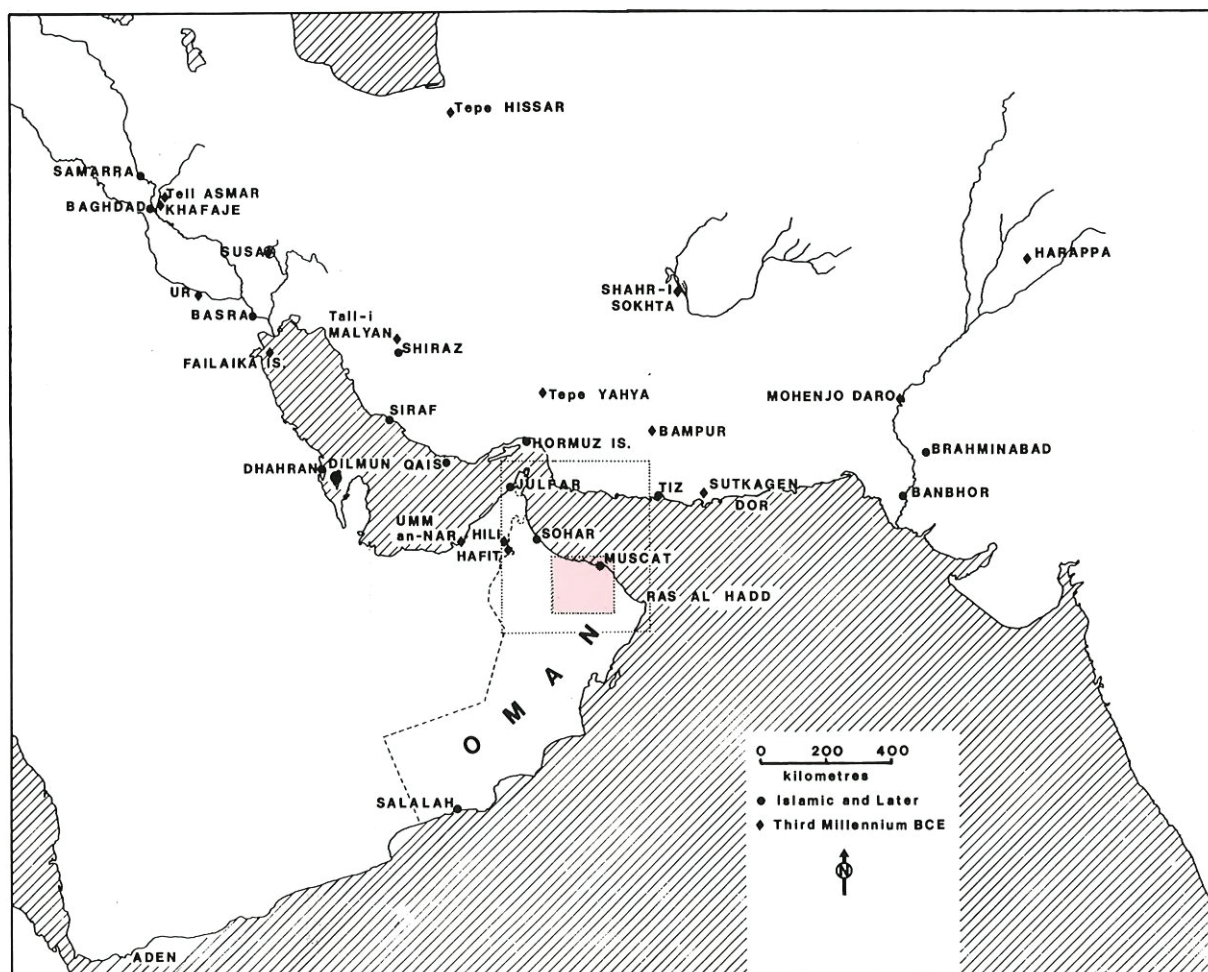 Tepe HISSAR
SAMARRA
Tell ASMAR
BAGHDAD
KHAFAJE
SUSA
HARAPPA
SHAHR-I
SOKHTA
UR
BASRA
Tall-i
MALYAN
SHIRAZ
FAILAIKA IS.
Tepe YAHYA
MOHENJO DARO
SIRAF
BAMPUR
HORMUZ IS.
BRAHMINABAD
DHAHRAN
DILMUN
QAIS
JULFAR
TIZ
SUTKAGEN
DOR
BANBHOR
UMM
an-NAR
HILI
HAFIT
SOHAR
MUSCAT
RAS AL HADD
OMAN
SALALAH
ADEN
0 200 400
kilometres
Islamic and Later
Third Millennium BCE
N